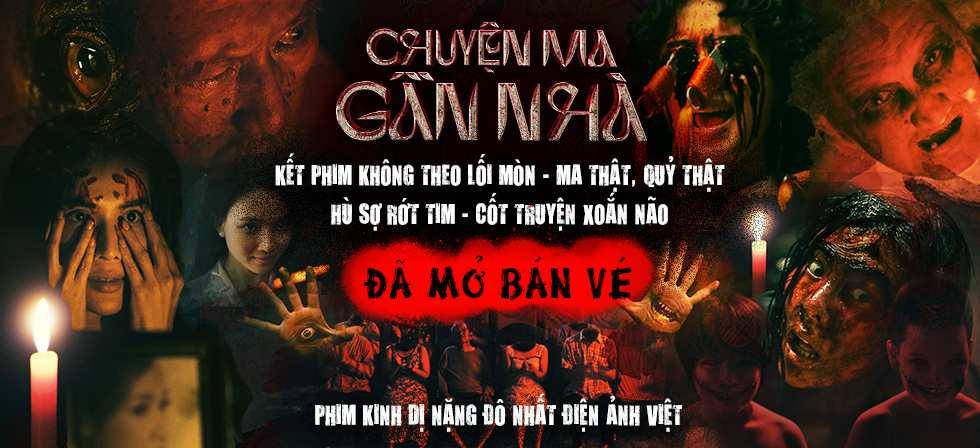 CHUYỆN MA
GẦN NHÀ
KẾT PHIM KHÔNG THEO LỐI MÒN - MA THẬT, QUỶ THẬT
HÙ SỢ RỚT TIM - CỐT TRUYỆN XOẮN NÃO
ĐÃ MỞ BÁN VÉ
PHIM KINH DỊ NẶNG ĐÔ NHẤT ĐIỆN ẢNH VIỆT